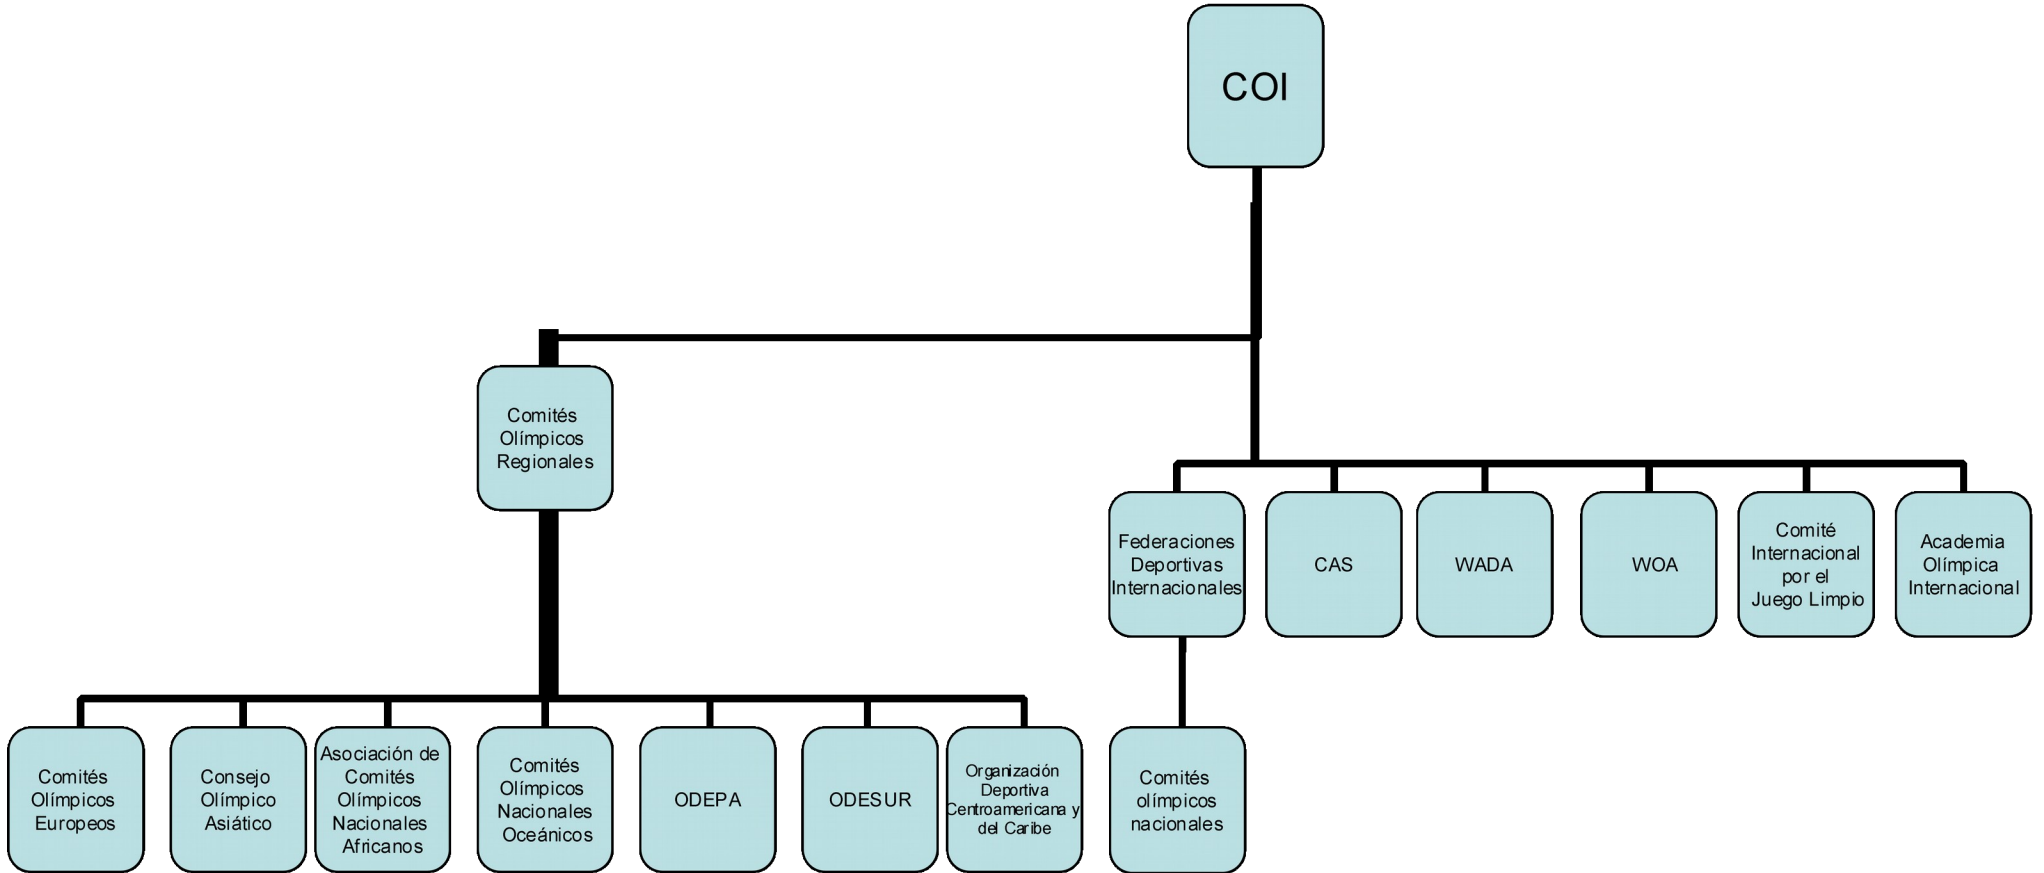 COI
Comités
Olímpicos
Regionales
Federaciones
Deportivas
Internacionales
CAS
WADA
WOA
Comité
Internacional
por el
Juego Limpio
Academia
Olímpica
Internacional
Comités
Olímpicos
Europeos
Consejo
Olímpico
Asiático
Asociación de
Comités
Olímpicos
Nacionales
Africanos
Comités
Olímpicos
Nacionales
Oceánicos
ODEPA
ODESUR
Organización
Deportiva
Centroamericana y
del Caribe
Comités
olímpicos
nacionales